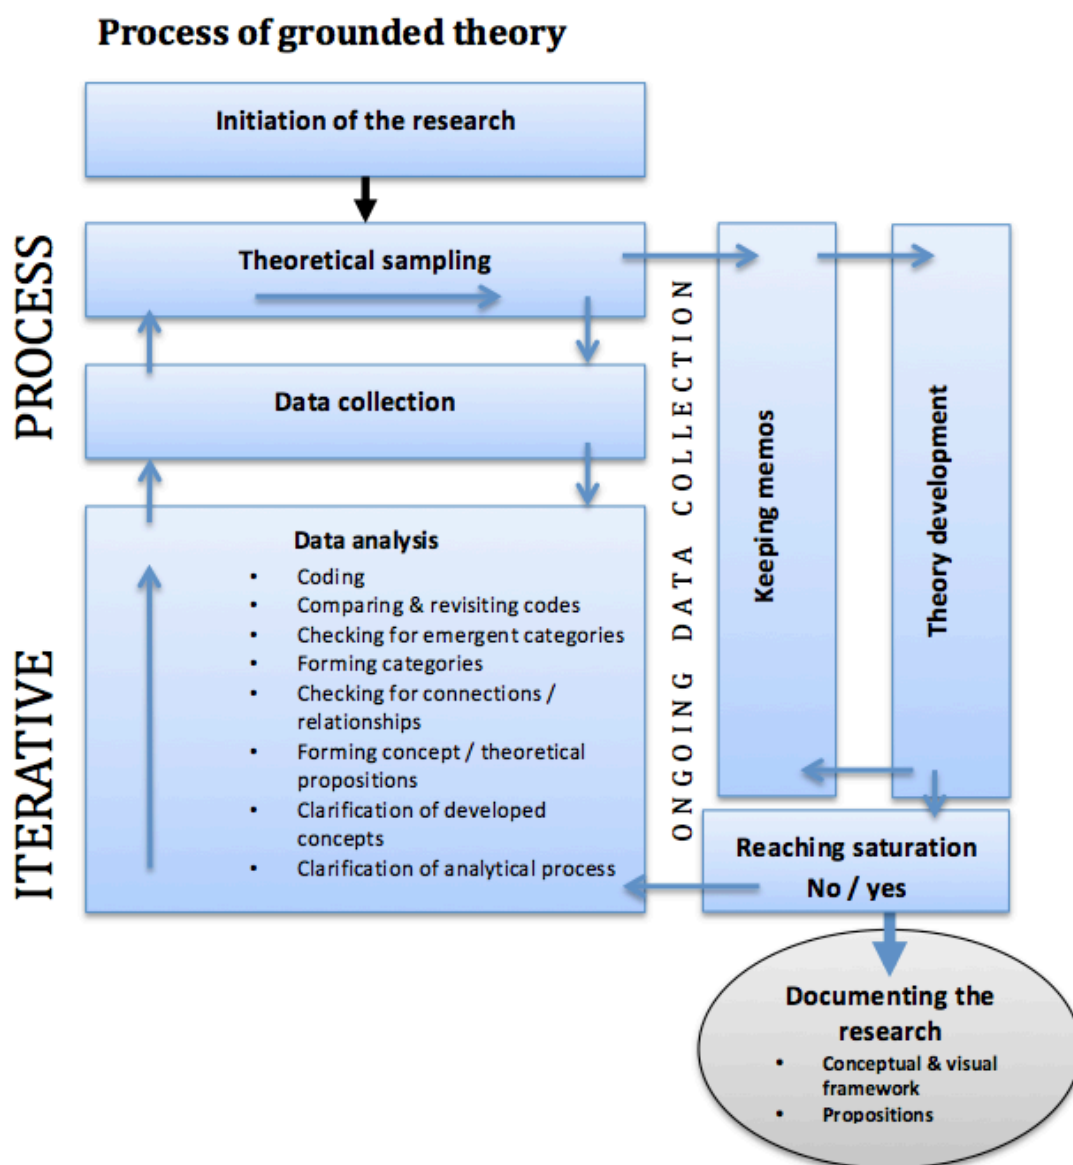 Process of grounded theory
Initiation of the research
PROCESS
Theoretical sampling
Data collection
ITERATIVE
Data analysis
• Coding
• Comparing & revisiting codes
• Checking for emergent categories
• Forming categories
• Checking for connections /
relationships
• Forming concept / theoretical
propositions
• Clarification of developed
concepts
• Clarification of analytical process
ONGOING DATA COLLECTION
Keeping memos
Theory development
Reaching saturation
No / yes
Documenting the
research
• Conceptual & visual
framework
• Propositions